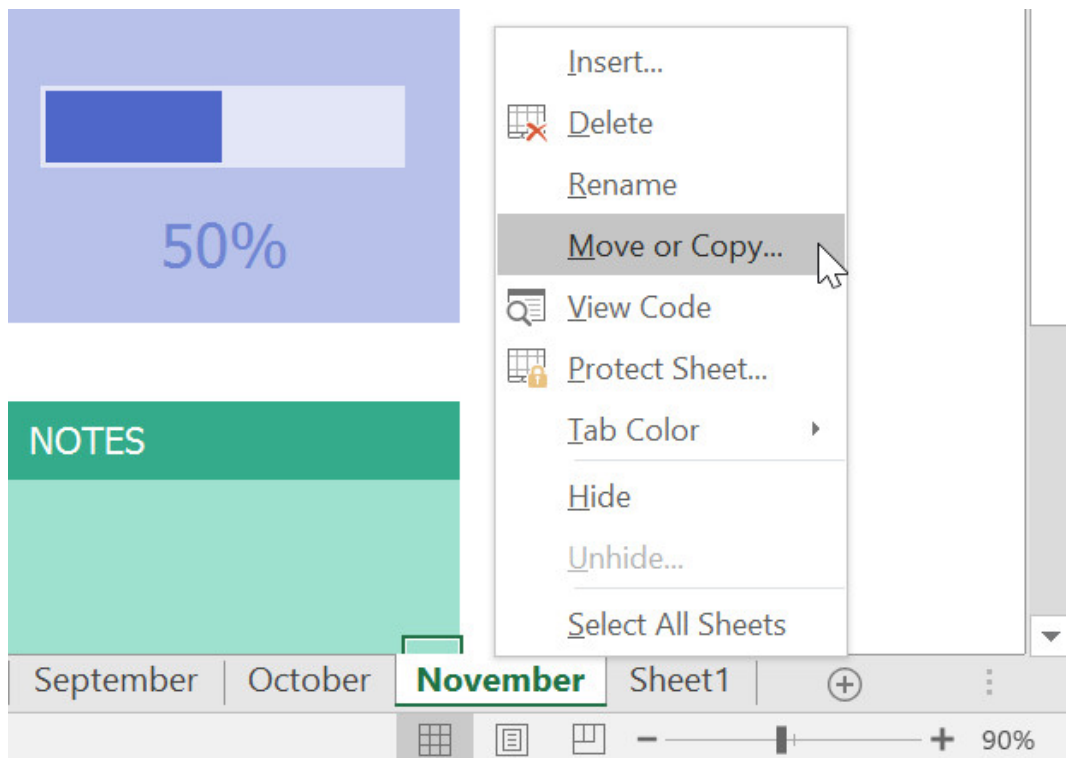 50%
NOTES
Insert...
Delete
Rename
Move or Copy...
View Code
Protect Sheet...
Tab Color
Hide
Unhide...
Select All Sheets
September October November Sheet1
90%